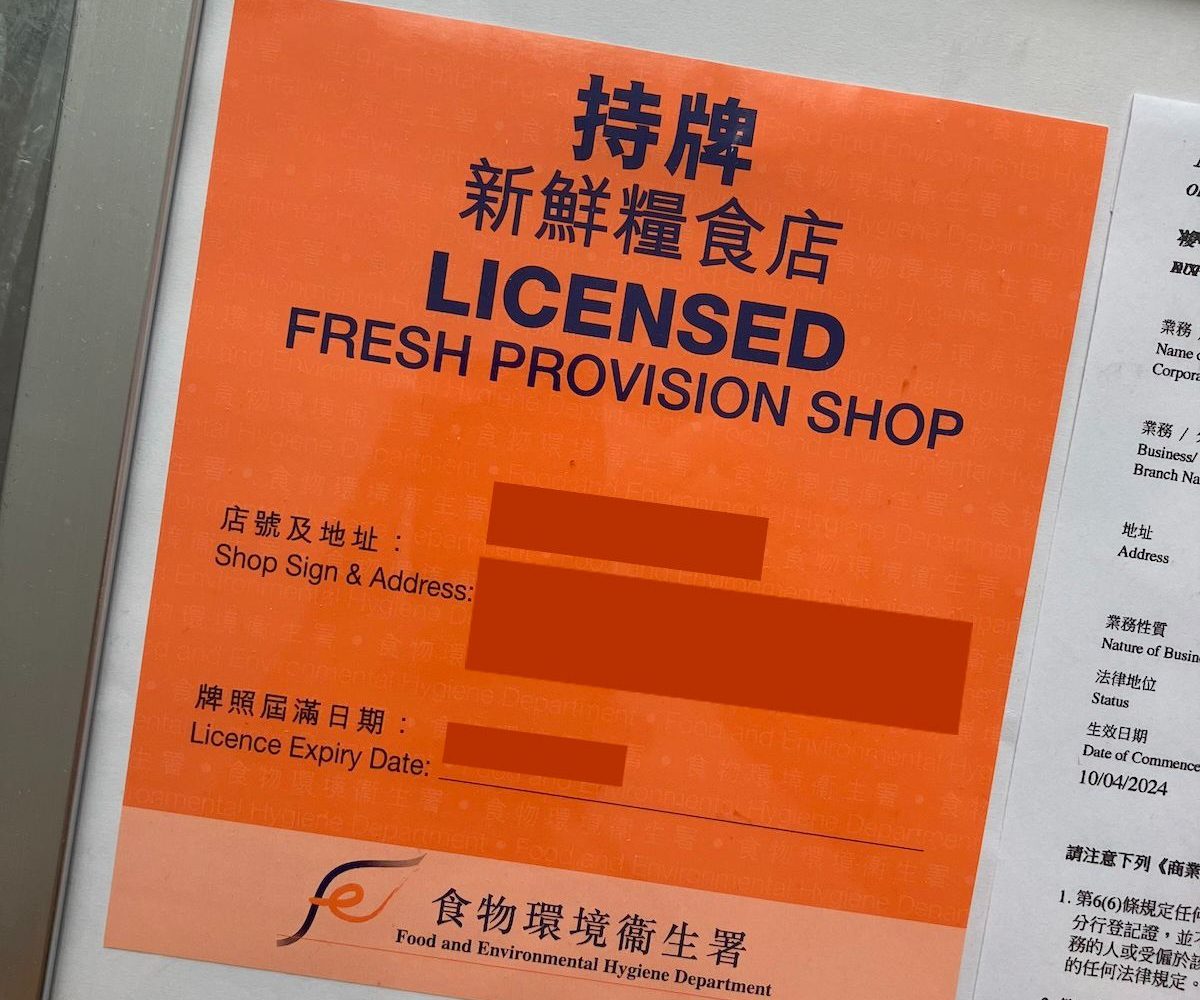 持牌
新鮮糧食店
LICENSED
FRESH PROVISION SHOP
店號及地址：
Shop Sign & Address:
牌照屆滿日期：
Licence Expiry Date:
食物環境衞生署
Food and Environmental Hygiene Department
業務 /
Name
Corpora
業務 /
Business/
Branch Na
地址
Address
業務性質
Nature of Busin
法律地位
Status
生效日期
Date of Commence
10/04/2024
請注意下列《商業
1. 第6(6)條規定任何
分行登記證，並
務的人或受僱於該
的任何法律規定。